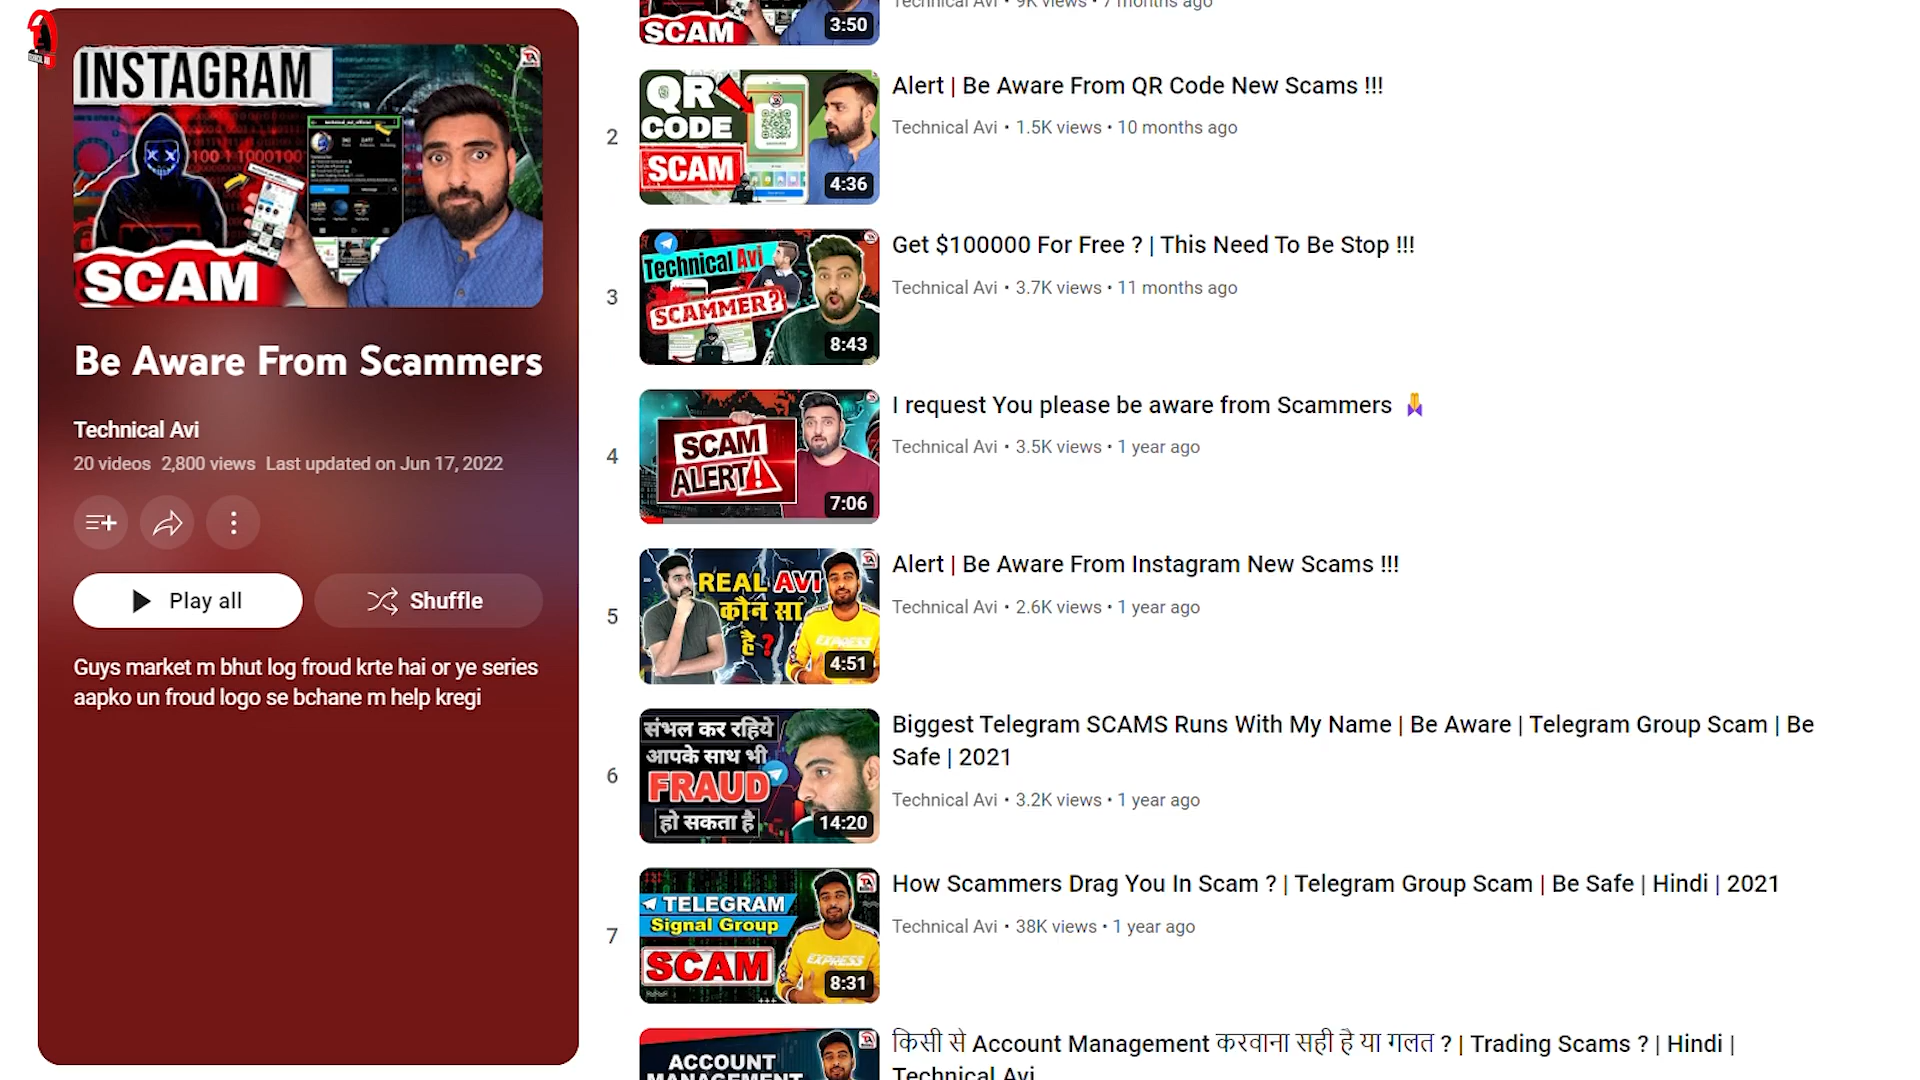 INSTAGRAM
SCAM
Be Aware From Scammers
Technical Avi
20 videos 2,800 views Last updated on Jun 17, 2022
Play all
Shuffle
Guys market m bhut log froud krte hai or ye series
aapko un froud logo se bchane m help kregi
Technical Avi • 9K views • 7 months ago
SCAM
3:50
2
QR
CODE
SCAM
4:36
Alert | Be Aware From QR Code New Scams !!!
Technical Avi • 1.5K views • 10 months ago
3
Technical Avi
SCAMMER?
8:43
Get $100000 For Free ? | This Need To Be Stop !!!
Technical Avi • 3.7K views • 11 months ago
4
SCAM
ALERT!
7:06
I request You please be aware from Scammers 🙏
Technical Avi • 3.5K views • 1 year ago
5
REAL AVI
कौन सा
है ?
EXPRESS
4:51
Alert | Be Aware From Instagram New Scams !!!
Technical Avi • 2.6K views • 1 year ago
6
संभल कर रहिये
आपके साथ भी
FRAUD
हो सकता है
14:20
Biggest Telegram SCAMS Runs With My Name | Be Aware | Telegram Group Scam | Be
Safe | 2021
Technical Avi • 3.2K views • 1 year ago
7
TELEGRAM
Signal Group
SCAM
EXPRESS
8:31
How Scammers Drag You In Scam ? | Telegram Group Scam | Be Safe | Hindi | 2021
Technical Avi • 38K views • 1 year ago
ACCOUNT
MANAGEMENT
किसी से Account Management करवाना सही है या गलत ? | Trading Scams ? | Hindi |
Technical Avi